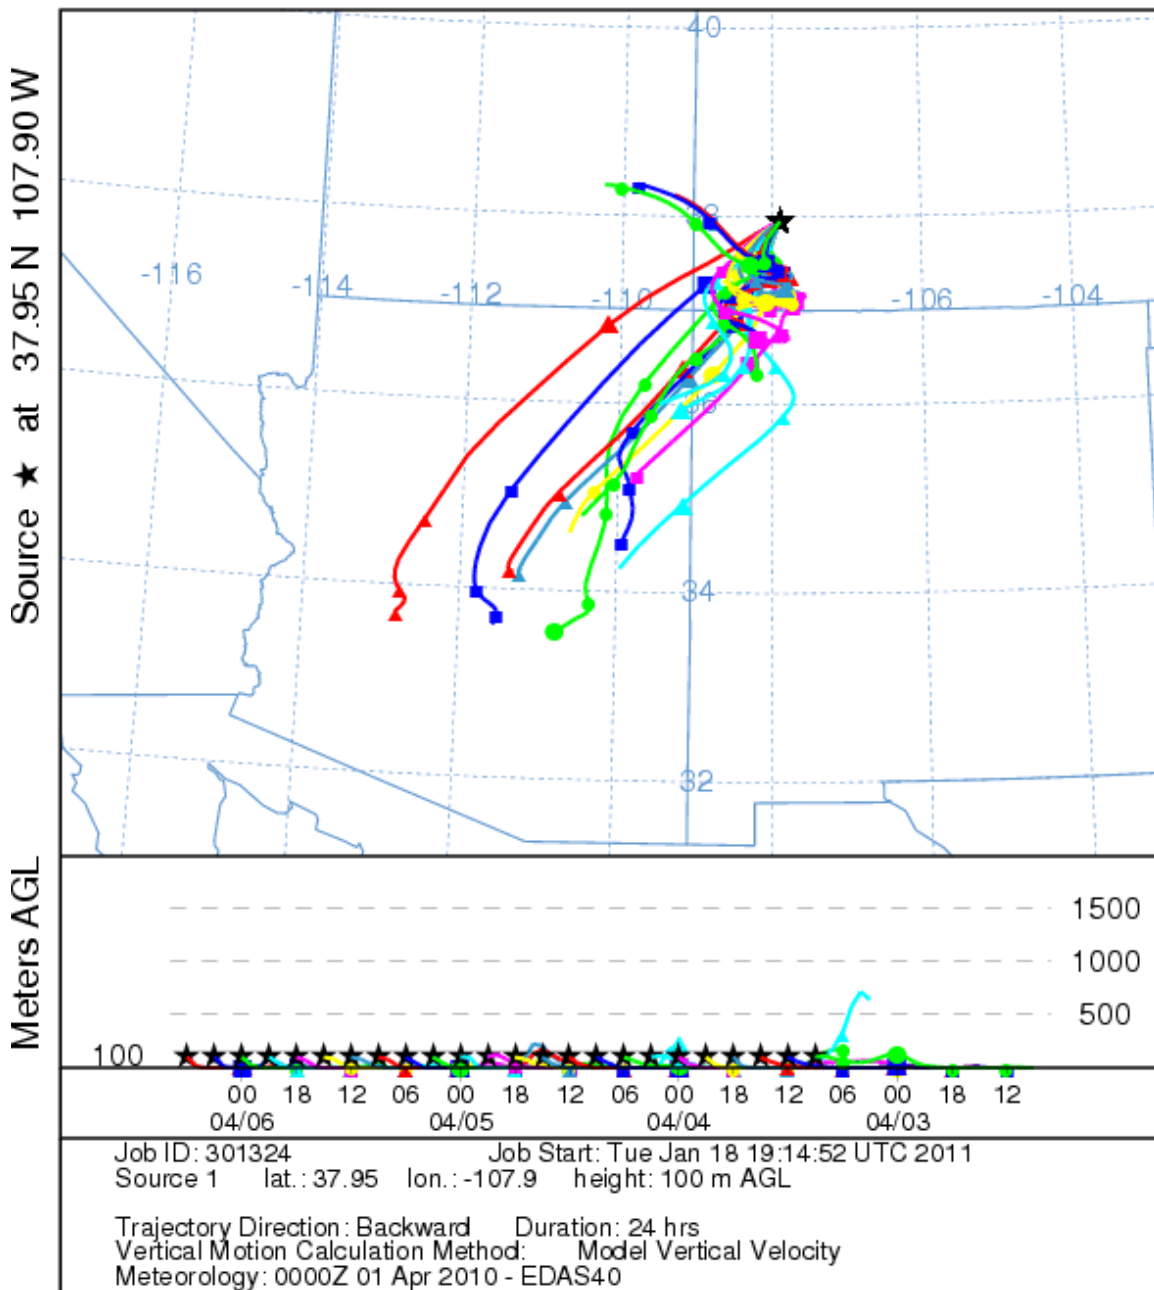 Source ★ at 37.95 N 107.90 W
40
38
-116
-114
-112
-110
-106
-104
36
34
32
Meters AGL
1500
1000
500
100
00 18 12 06 00 18 12 06 00 18 12 06 00 18 12
04/06 04/05 04/04 04/03
Job ID: 301324 Job Start: Tue Jan 18 19:14:52 UTC 2011
Source 1 lat.: 37.95 lon.: -107.9 height: 100 m AGL
Trajectory Direction: Backward Duration: 24 hrs
Vertical Motion Calculation Method: Model Vertical Velocity
Meteorology: 0000Z 01 Apr 2010 - EDAS40